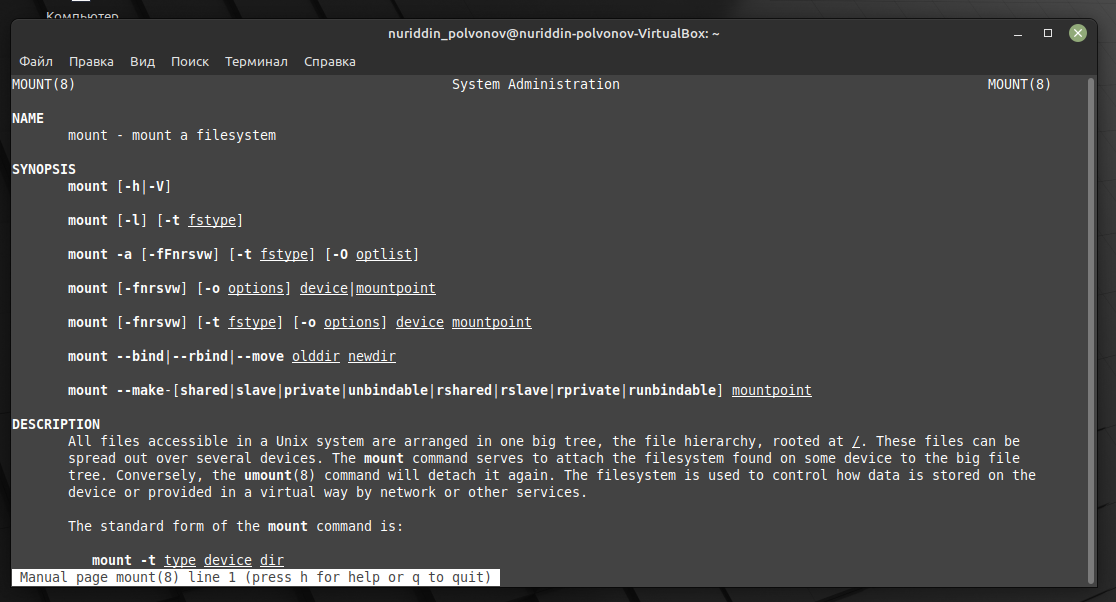 Компьютер
nuriddin_polvonov@nuriddin-polvonov-VirtualBox: ~
Файл Правка Вид Поиск Терминал Справка
MOUNT(8) System Administration MOUNT(8)
NAME
mount - mount a filesystem
SYNOPSIS
mount [-h|-V]
mount [-l] [-t fstype]
mount -a [-fFnrsvw] [-t fstype] [-O optlist]
mount [-fnrsvw] [-o options] device|mountpoint
mount [-fnrsvw] [-t fstype] [-o options] device mountpoint
mount --bind|--rbind|--move olddir newdir
mount --make-[shared|slave|private|unbindable|rshared|rslave|rprivate|runbindable] mountpoint
DESCRIPTION
All files accessible in a Unix system are arranged in one big tree, the file hierarchy, rooted at /. These files can be
spread out over several devices. The mount command serves to attach the filesystem found on some device to the big file
tree. Conversely, the umount(8) command will detach it again. The filesystem is used to control how data is stored on the
device or provided in a virtual way by network or other services.
The standard form of the mount command is:
mount -t type device dir
Manual page mount(8) line 1 (press h for help or q to quit)